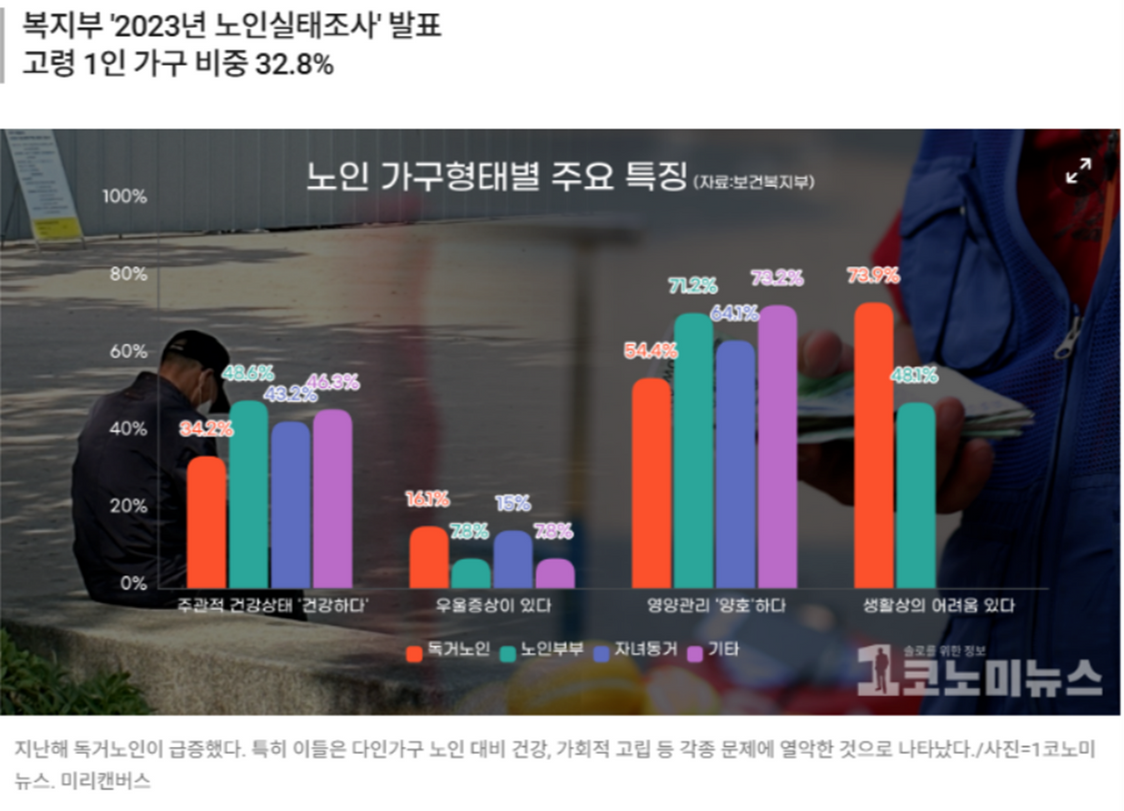 복지부 '2023년 노인실태조사' 발표
고령 1인 가구 비중 32.8%
노인 가구형태별 주요 특징 (자료:보건복지부)
100%
80%
60%
40%
20%
0%
34.2%
48.6%
43.2%
46.3%
16.1%
7.8%
15%
7.8%
54.4%
71.2%
64.1%
73.2%
73.9%
48.1%
주관적 건강상태 '건강하다'
우울증상이 있다
영양관리 '양호'하다
생활상의 어려움 있다
독거노인 노인부부 자녀동거 기타
솔로를 위한 정보
1코노미뉴스
지난해 독거노인이 급증했다. 특히 이들은 다인가구 노인 대비 건강, 가회적 고립 등 각종 문제에 열악한 것으로 나타났다./사진=1코노미
뉴스. 미리캔버스